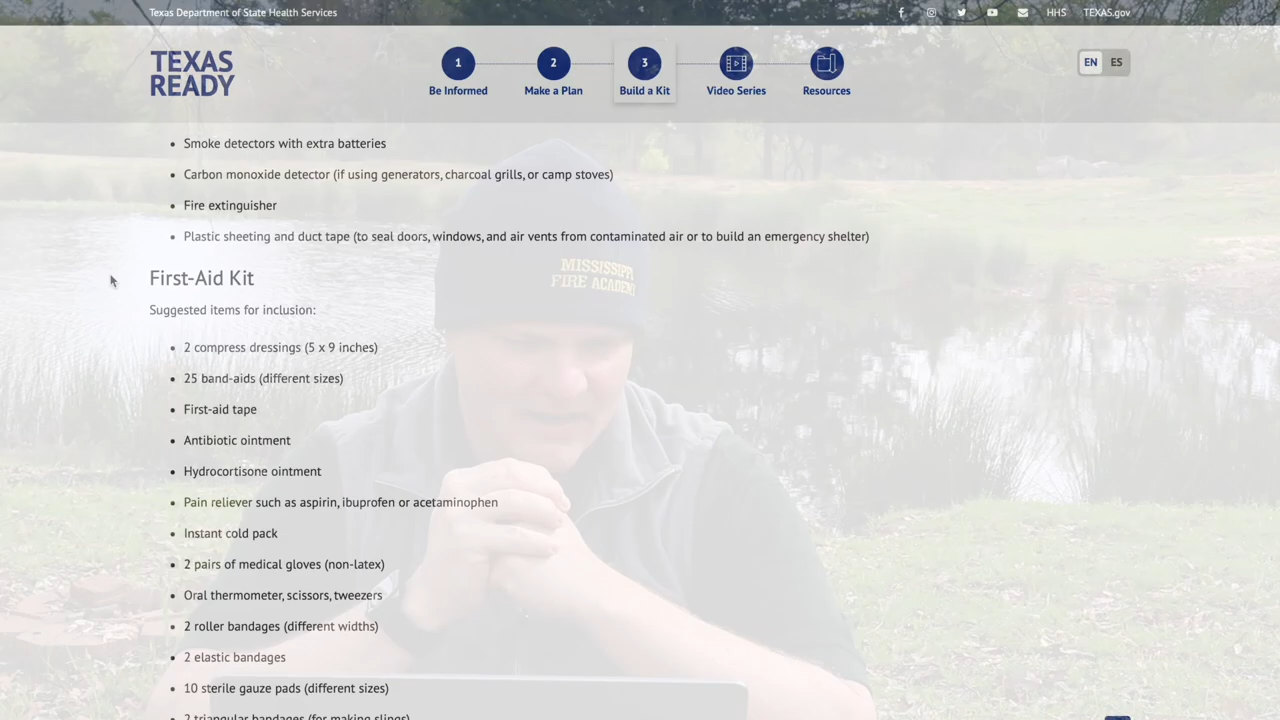 Texas Department of State Health Services
HHS
TEXAS.gov
TEXAS
READY
1
2
3
Be Informed
Make a Plan
Build a Kit
Video Series
Resources
EN
ES
Smoke detectors with extra batteries
Carbon monoxide detector (if using generators, charcoal grills, or camp stoves)
Fire extinguisher
Plastic sheeting and duct tape (to seal doors, windows, and air vents from contaminated air or to build an emergency shelter)
First-Aid Kit
MISSISSIPPI
FIRE ACADEMY
Suggested items for inclusion:
2 compress dressings (5 x 9 inches)
25 band-aids (different sizes)
First-aid tape
Antibiotic ointment
Hydrocortisone ointment
Pain reliever such as aspirin, ibuprofen or acetaminophen
Instant cold pack
2 pairs of medical gloves (non-latex)
Oral thermometer, scissors, tweezers
2 roller bandages (different widths)
2 elastic bandages
10 sterile gauze pads (different sizes)
2 triangular bandages (for making slings)